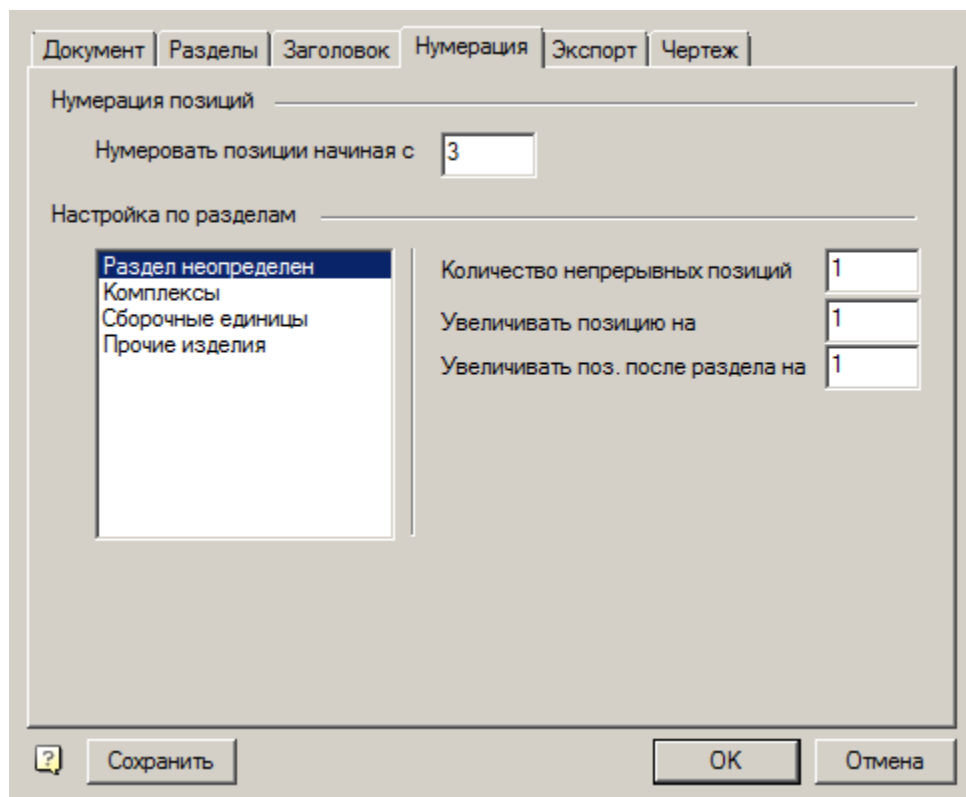 Документ Разделы Заголовок Нумерация Экспорт Чертеж
Нумерация позиций
Нумеровать позиции начиная с 3
Настройка по разделам
Раздел неопределен
Комплексы
Сборочные единицы
Прочие изделия
Количество непрерывных позиций 1
Увеличивать позицию на 1
Увеличивать поз. после раздела на 1
? Сохранить OK Отмена